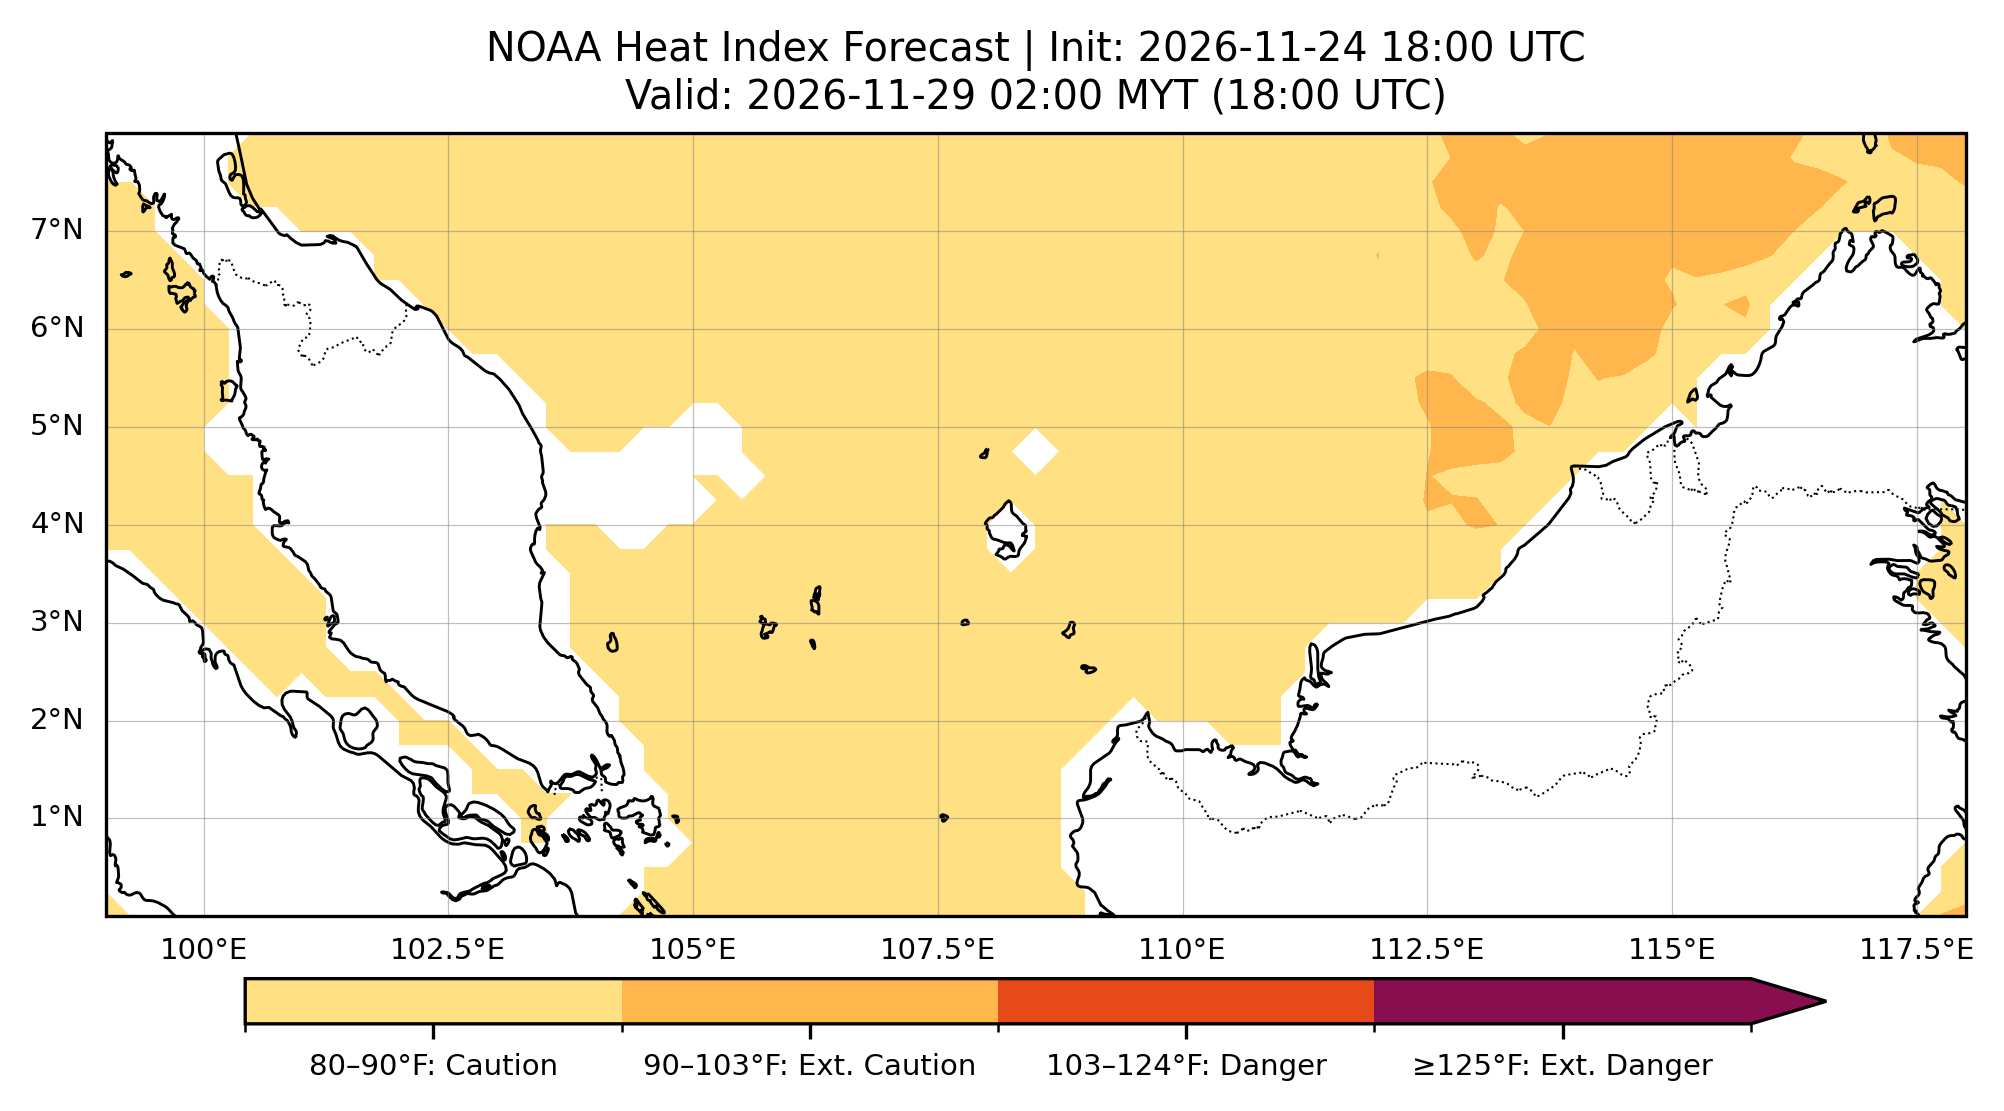 NOAA Heat Index Forecast | Init: 2026-11-24 18:00 UTC
Valid: 2026-11-29 02:00 MYT (18:00 UTC)
7°N
6°N
5°N
4°N
3°N
2°N
1°N
100°E 102.5°E 105°E 107.5°E 110°E 112.5°E 115°E 117.5°E
80–90°F: Caution 90–103°F: Ext. Caution 103–124°F: Danger ≥125°F: Ext. Danger